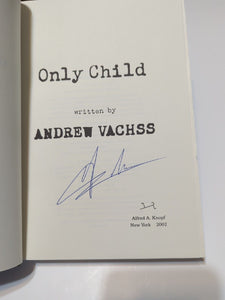 Only Child
written by
ANDREW VACHSS
Alfred A. Knopf
New York 2002